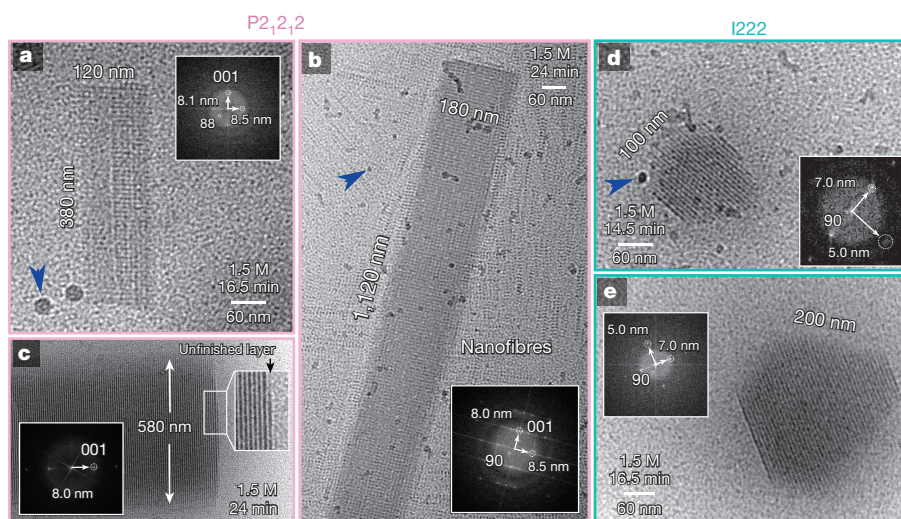 P2₁2₁2
I222
a
120 nm
380 nm
001
8.1 nm
88
8.5 nm
1.5 M
16.5 min
60 nm
b
1.5 M
24 min
60 nm
180 nm
1,120 nm
Nanofibres
8.0 nm
001
90
8.5 nm
c
Unfinished layer
580 nm
001
8.0 nm
1.5 M
24 min
d
100 nm
1.5 M
14.5 min
60 nm
7.0 nm
90
5.0 nm
e
200 nm
5.0 nm
7.0 nm
90
1.5 M
16.5 min
60 nm